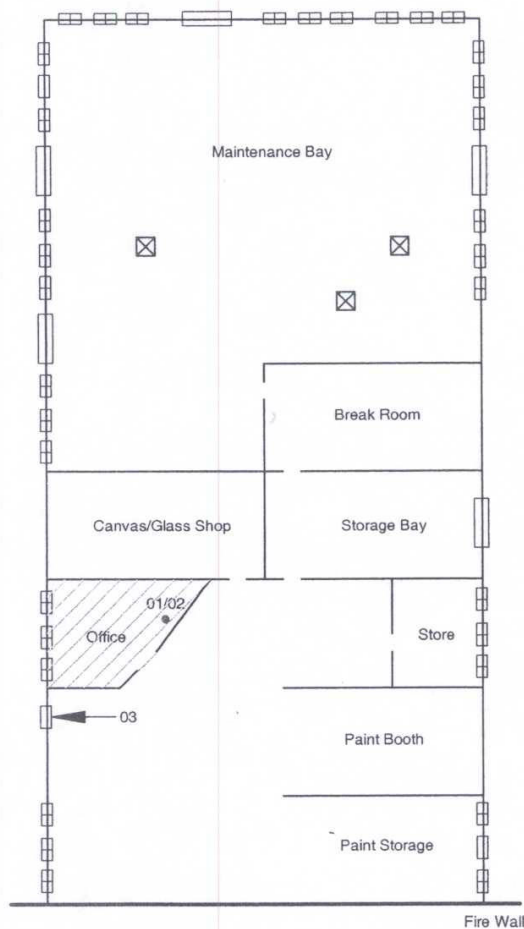 Maintenance Bay
Break Room
Canvas/Glass Shop
Storage Bay
01/02
Office
Store
03
Paint Booth
Paint Storage
Fire Wall